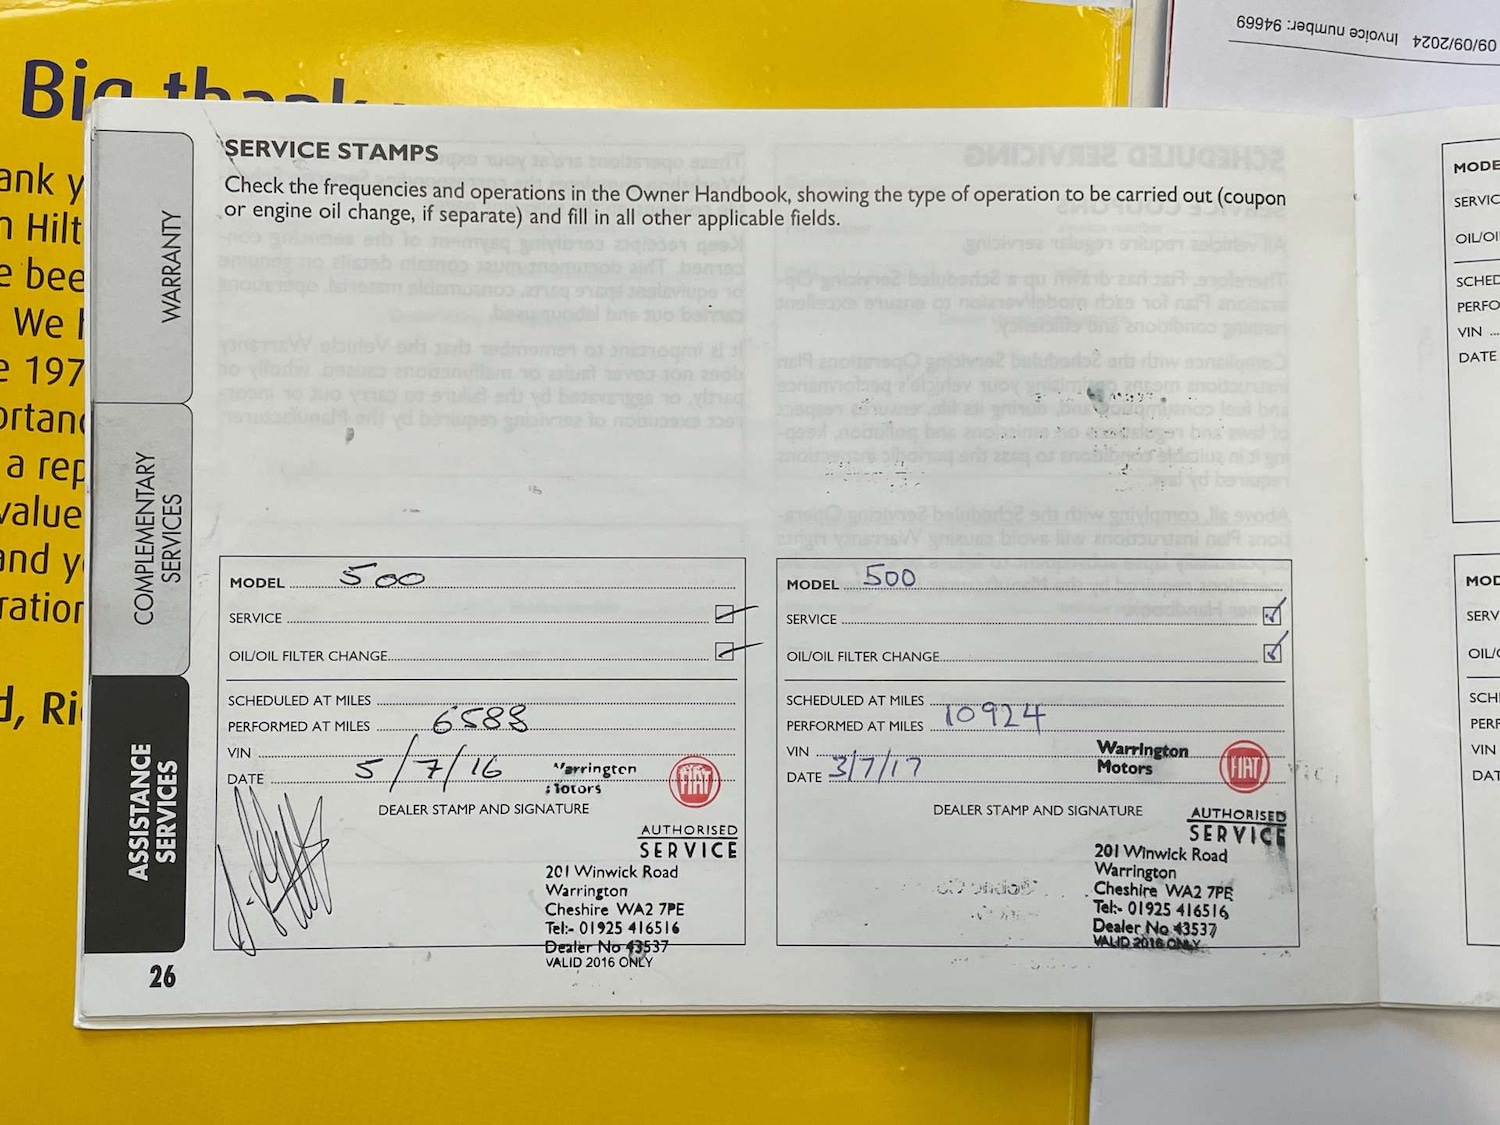 Big thank
ank y
n Hilt
e bee
We h
e 197
ortanc
a rep
value
and y
ration
d, Ri
09/09/2024 Invoice number: 94669
WARRANTY
COMPLEMENTARY
SERVICES
ASSISTANCE
SERVICES
SERVICE STAMPS
Check the frequencies and operations in the Owner Handbook, showing the type of operation to be carried out (coupon
or engine oil change, if separate) and fill in all other applicable fields.
MODEL 500
SERVICE
OIL/OIL FILTER CHANGE
SCHEDULED AT MILES
PERFORMED AT MILES 6588
VIN
DATE 5/7/16
Warrington
Motors
FIAT
DEALER STAMP AND SIGNATURE
AUTHORISED
SERVICE
201 Winwick Road
Warrington
Cheshire WA2 7PE
Tel:- 01925 416516
Dealer No 43537
VALID 2016 ONLY
MODEL 500
SERVICE
OIL/OIL FILTER CHANGE
SCHEDULED AT MILES
PERFORMED AT MILES 10924
VIN
DATE 3/7/17
Warrington
Motors
FIAT
DEALER STAMP AND SIGNATURE
AUTHORISED
SERVICE
201 Winwick Road
Warrington
Cheshire WA2 7PE
Tel:- 01925 416516
Dealer No 43537
VALID 2016 ONLY
26
MODE
SERVIC
OIL/OI
SCHED
PERFO
VIN
DATE
MOD
SERV
OIL/O
SCHE
PERF
VIN
DAT